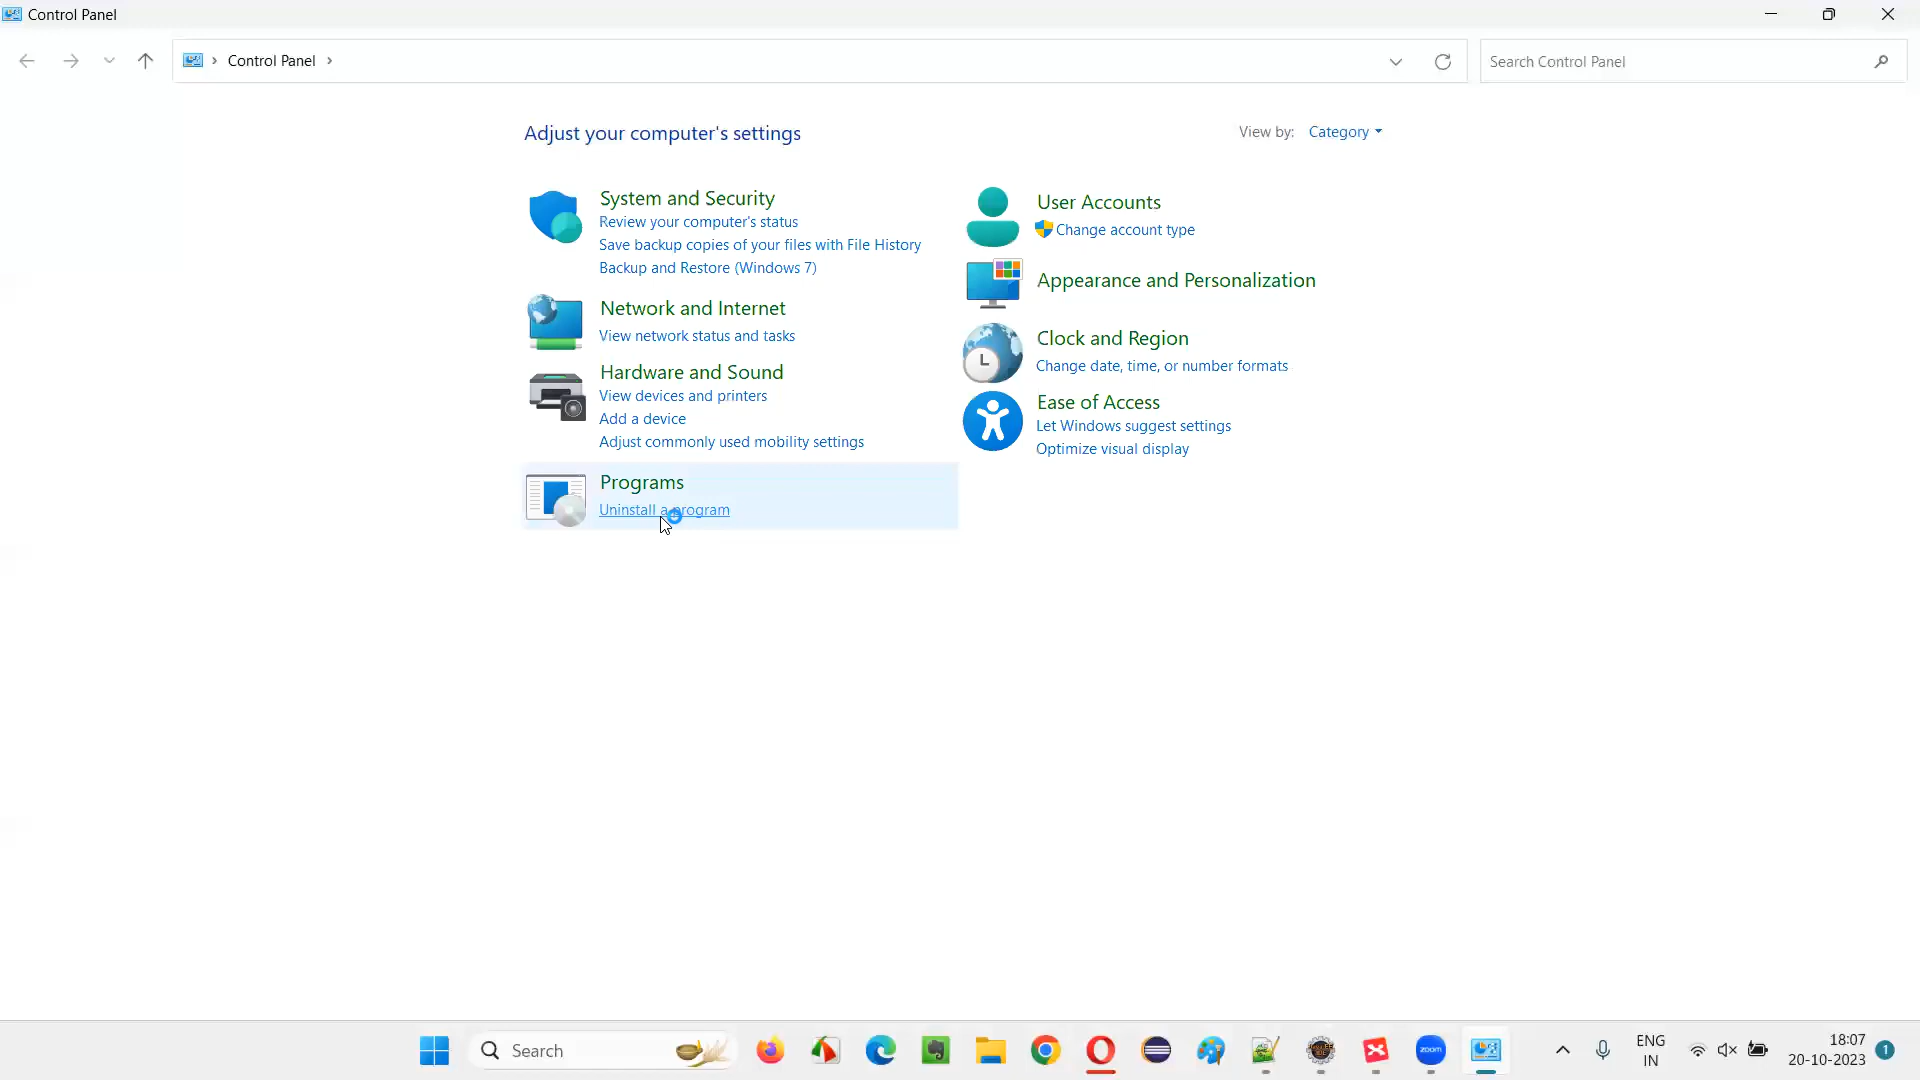 Control Panel
Control Panel
Search Control Panel
Adjust your computer's settings
View by: Category
System and Security
Review your computer's status
Save backup copies of your files with File History
Backup and Restore (Windows 7)
Network and Internet
View network status and tasks
Hardware and Sound
View devices and printers
Add a device
Adjust commonly used mobility settings
Programs
Uninstall a program
User Accounts
Change account type
Appearance and Personalization
Clock and Region
Change date, time, or number formats
Ease of Access
Let Windows suggest settings
Optimize visual display
Search
zoom
ENG
IN
18:07
20-10-2023
1